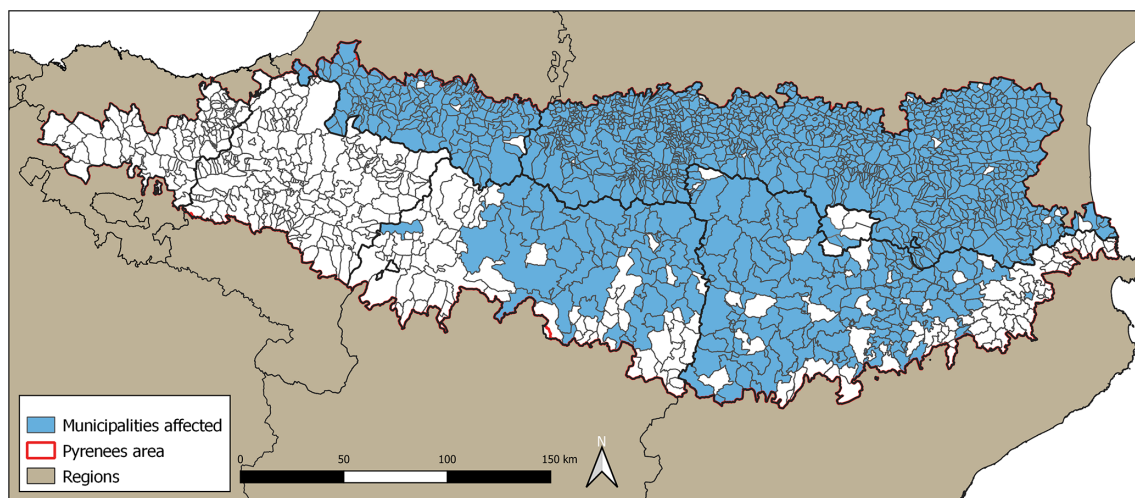 Municipalities affected
Pyrenees area
Regions
0 50 100 150 km
N